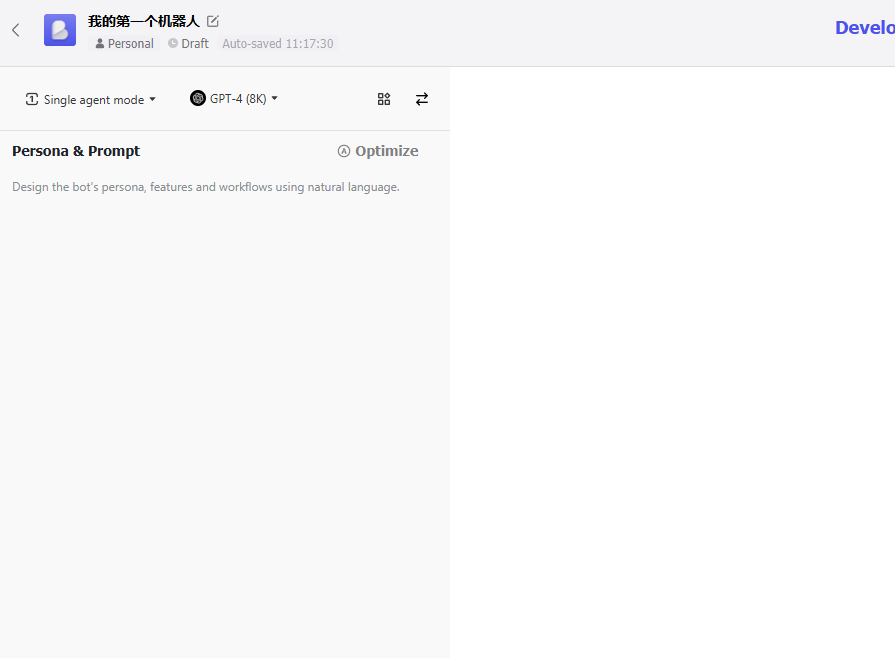 我的第一个机器人
Personal Draft Auto-saved 11:17:30
Develo
Single agent mode GPT-4 (8K)
Persona & Prompt Optimize
Design the bot's persona, features and workflows using natural language.